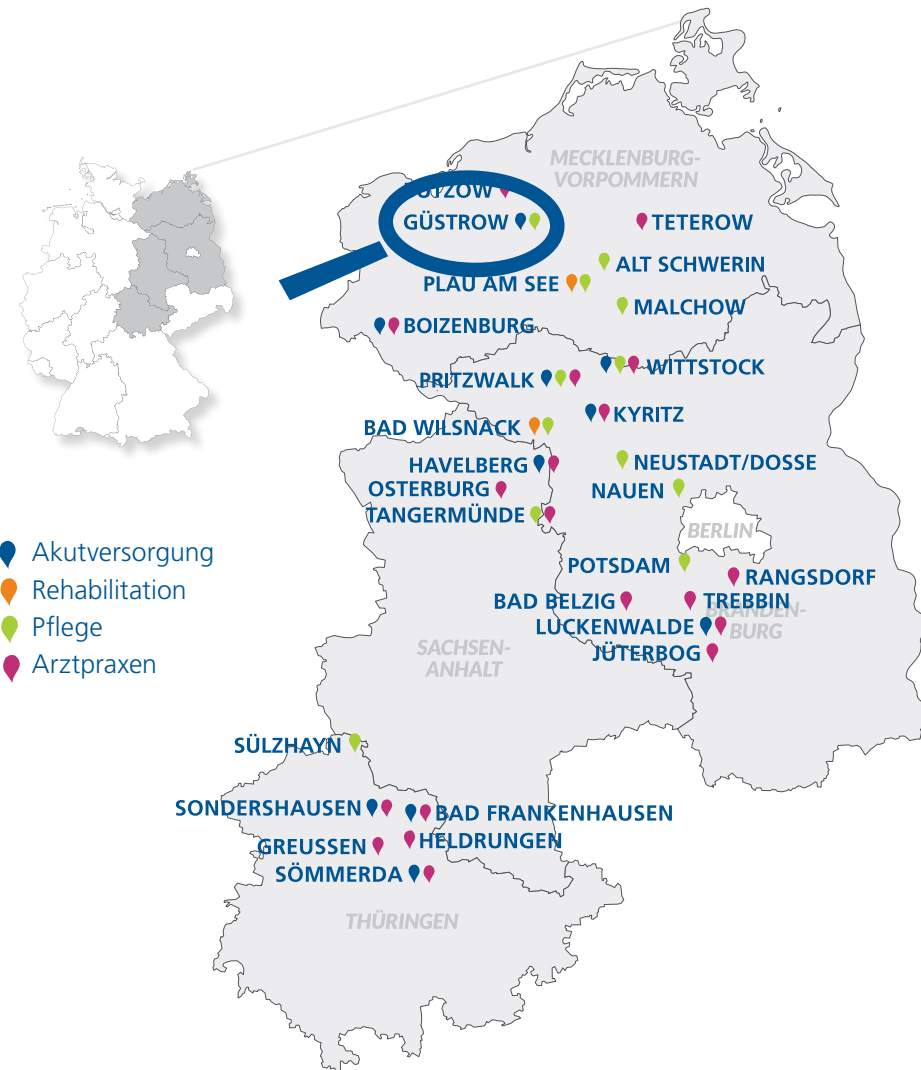 MECKLENBURG-
VORPOMMERN
GÜSTROW
TETEROW
ALT SCHWERIN
PLAU AM SEE
MALCHOW
BOIZENBURG
WITTSTOCK
PRITZWALK
KYRITZ
BAD WILSNACK
HAVELBERG
NEUSTADT/DOSSE
OSTERBURG
NAUEN
TANGERMÜNDE
BERLIN
Akutversorgung
Rehabilitation
Pflege
Arztpraxen
POTSDAM
RANGSDORF
BAD BELZIG
TREBBIN
BRANDEN-
BURG
LUCKENWALDE
JÜTERBOG
SACHSEN-
ANHALT
SÜLZHAYN
SONDERSHAUSEN
BAD FRANKENHAUSEN
HELDRUNGEN
GREUSSEN
SÖMMERDA
THÜRINGEN